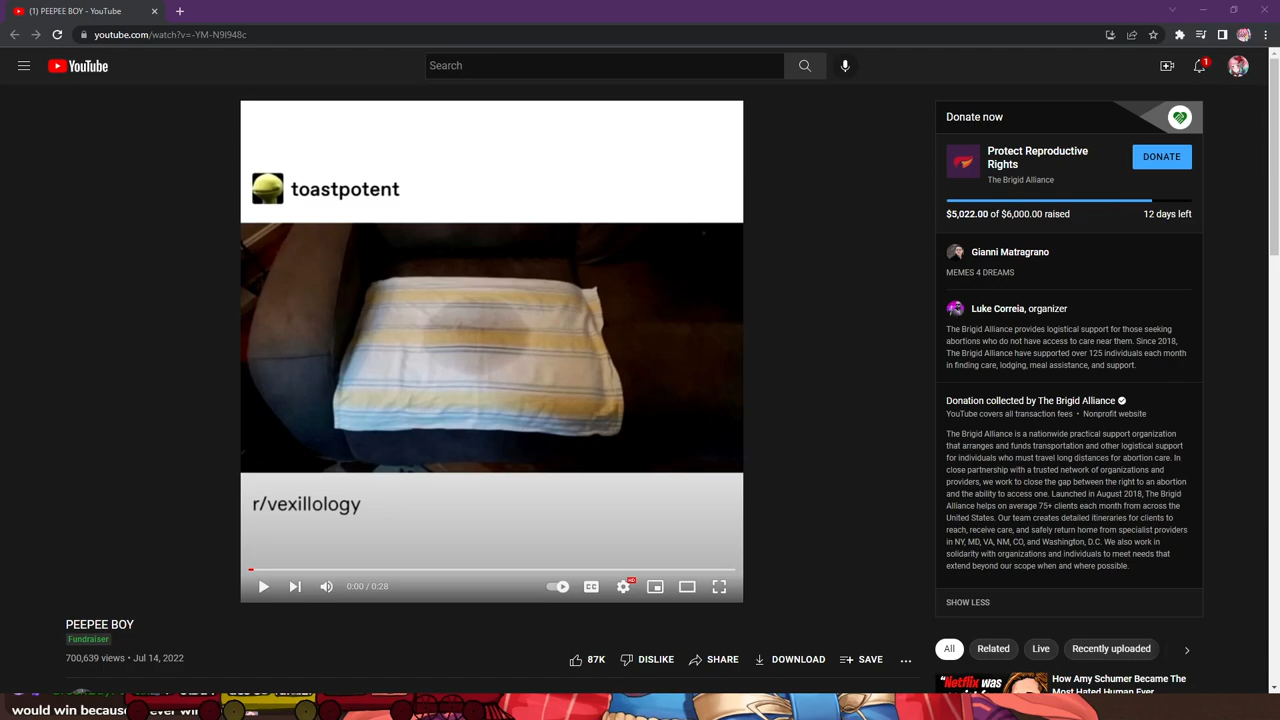 (1) PEEPEE BOY - YouTube
youtube.com/watch?v=-YM-N9I948c
YouTube
Search
1
toastpotent
r/vexillology
0:00 / 0:28
HD
PEEPEE BOY
Fundraiser
700,639 views • Jul 14, 2022
87K
DISLIKE
SHARE
DOWNLOAD
SAVE
Donate now
Protect Reproductive
Rights
The Brigid Alliance
DONATE
$5,022.00 of $6,000.00 raised
12 days left
Gianni Matragrano
MEMES 4 DREAMS
Luke Correia, organizer
The Brigid Alliance provides logistical support for those seeking
abortions who do not have access to care near them. Since 2018,
The Brigid Alliance have supported over 125 individuals each month
in finding care, lodging, meal assistance, and support.
Donation collected by The Brigid Alliance
YouTube covers all transaction fees • Nonprofit website
The Brigid Alliance is a nationwide practical support organization
that arranges and funds transportation and other logistical support
for individuals who must travel long distances for abortion care. In
close partnership with a trusted network of organizations and
providers, we work to close the gap between the right to an abortion
and the ability to access one. Launched in August 2018, The Brigid
Alliance helps on average 75+ clients each month from across the
United States. Our team creates detailed itineraries for clients to
reach, receive care, and safely return home from specialist providers
in NY, MD, VA, NM, CO, and Washington, D.C. We also work in
solidarity with organizations and individuals to meet needs that
extend beyond our scope when and where possible.
SHOW LESS
All
Related
Live
Recently uploaded
"Netflix was
How Amy Schumer Became The
Most Hated Human Ever
would win because